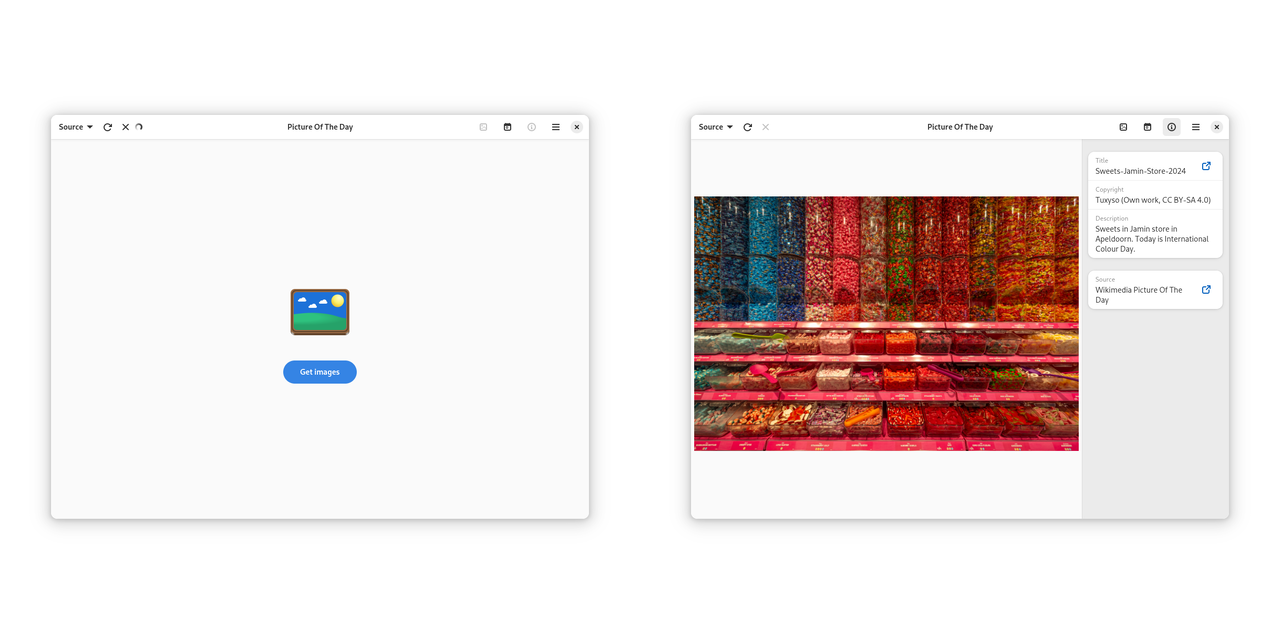 Source
Picture Of The Day
Get images
Source
Picture Of The Day
Title
Sweets-Jamin-Store-2024
Copyright
Tuxyso (Own work, CC BY-SA 4.0)
Description
Sweets in Jamin store in
Apeldoorn. Today is International
Colour Day.
Source
Wikimedia Picture Of The
Day